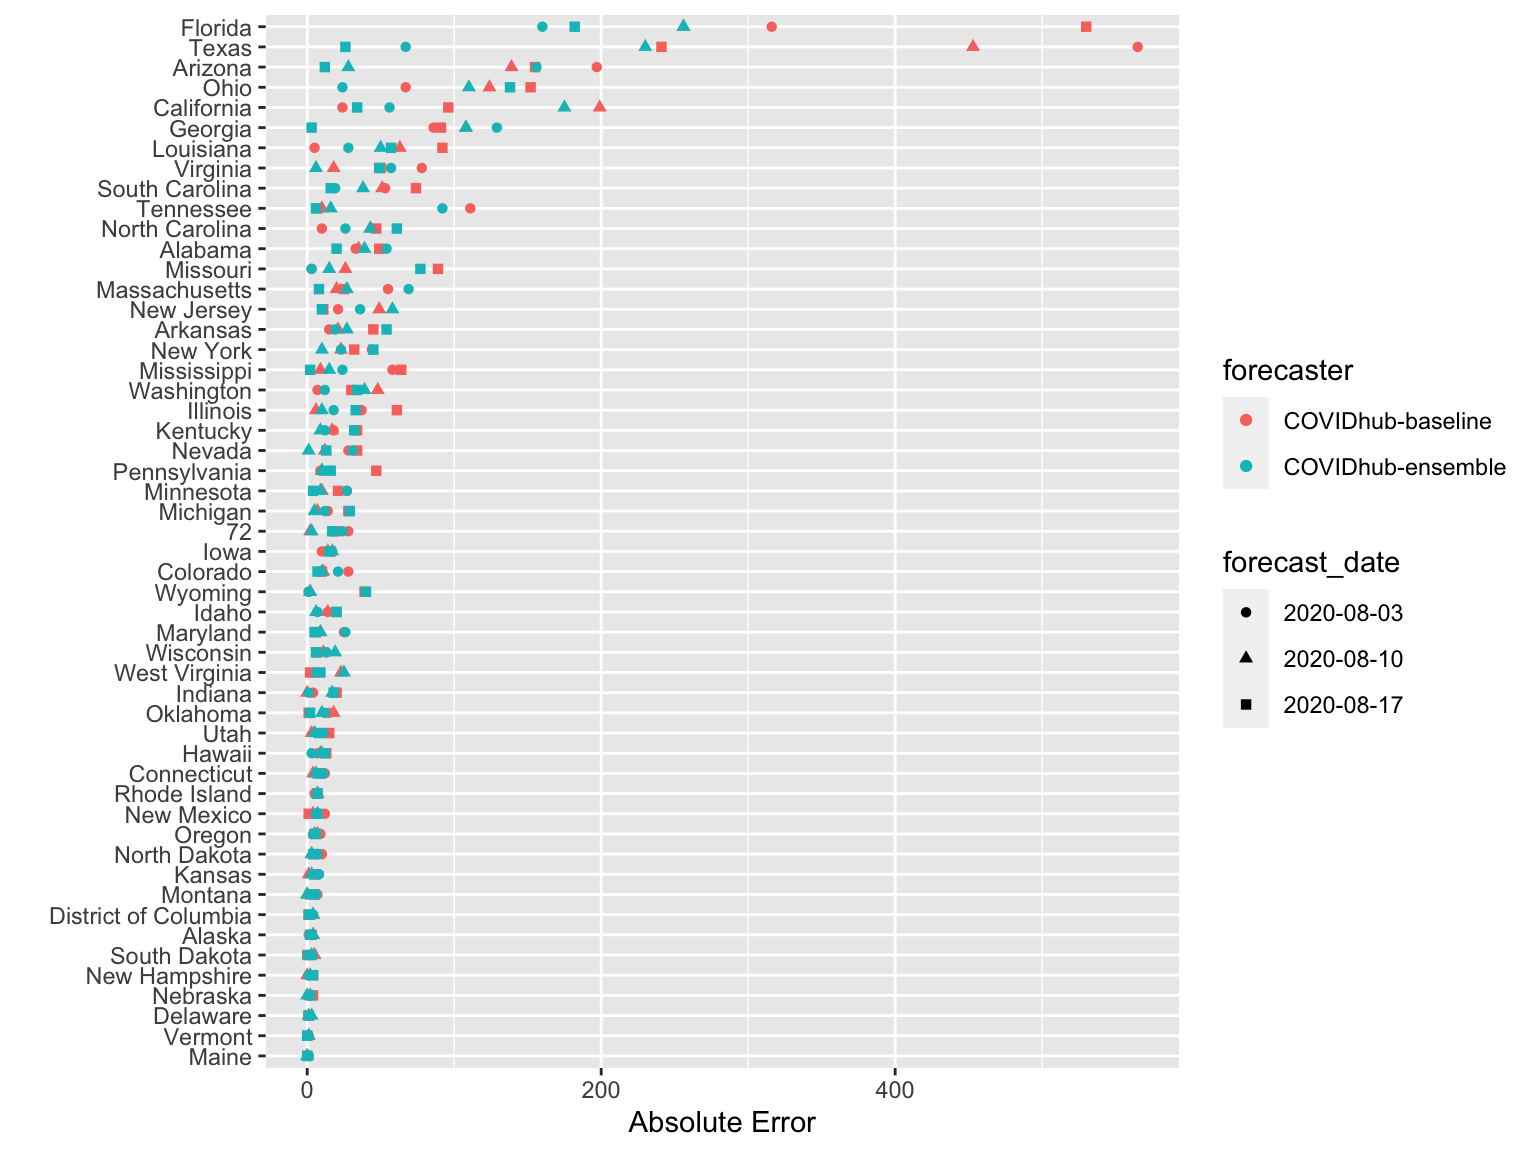 Florida
Texas
Arizona
Ohio
California
Georgia
Louisiana
Virginia
South Carolina
Tennessee
North Carolina
Alabama
Missouri
Massachusetts
New Jersey
Arkansas
New York
Mississippi
Washington
Illinois
Kentucky
Nevada
Pennsylvania
Minnesota
Michigan
72
Iowa
Colorado
Wyoming
Idaho
Maryland
Wisconsin
West Virginia
Indiana
Oklahoma
Utah
Hawaii
Connecticut
Rhode Island
New Mexico
Oregon
North Dakota
Kansas
Montana
District of Columbia
Alaska
South Dakota
New Hampshire
Nebraska
Delaware
Vermont
Maine
0 200 400
Absolute Error
forecaster
COVIDhub-baseline
COVIDhub-ensemble
forecast_date
2020-08-03
2020-08-10
2020-08-17